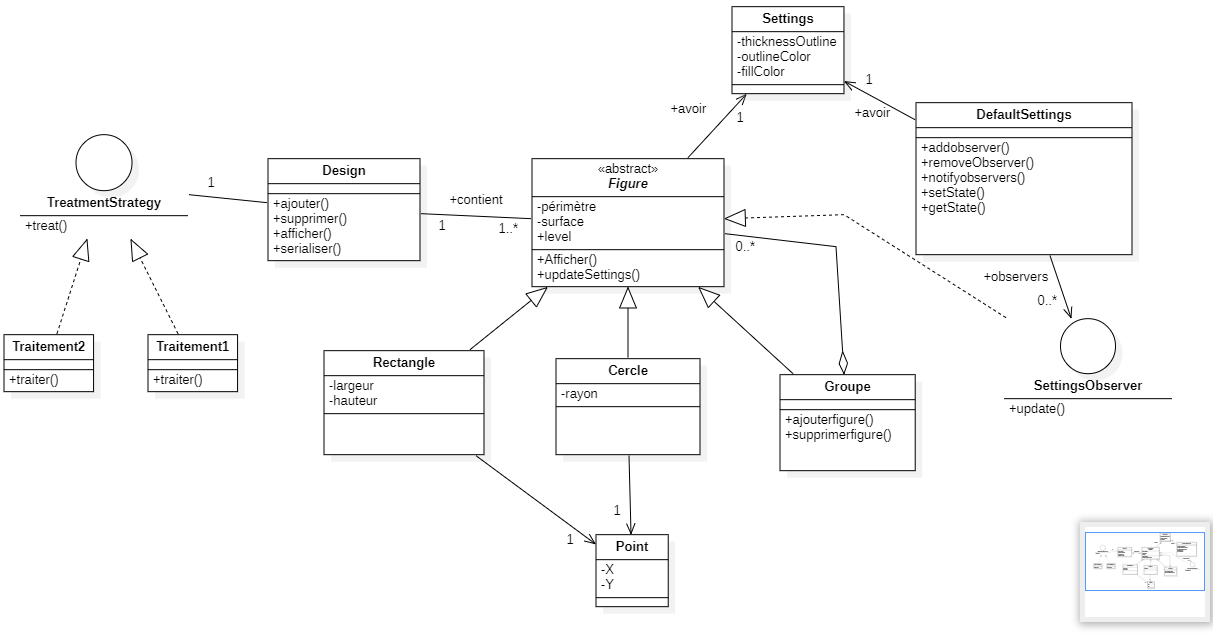 Settings
-thicknessOutline
-outlineColor
-fillColor
1
+avoir
1
+avoir
DefaultSettings
+addobserver()
+removeObserver()
+notifyobservers()
+setState()
+getState()
TreatmentStrategy
+treat()
1
Design
+ajouter()
+supprimer()
+afficher()
+serialiser()
+contient
1
1..*
«abstract»
Figure
-périmètre
-surface
+level
+Afficher()
+updateSettings()
0..*
+observers
0..*
SettingsObserver
+update()
Traitement2
+traiter()
Traitement1
+traiter()
Rectangle
-largeur
-hauteur
Cercle
-rayon
Groupe
+ajouterfigure()
+supprimerfigure()
1
1
Point
-X
-Y